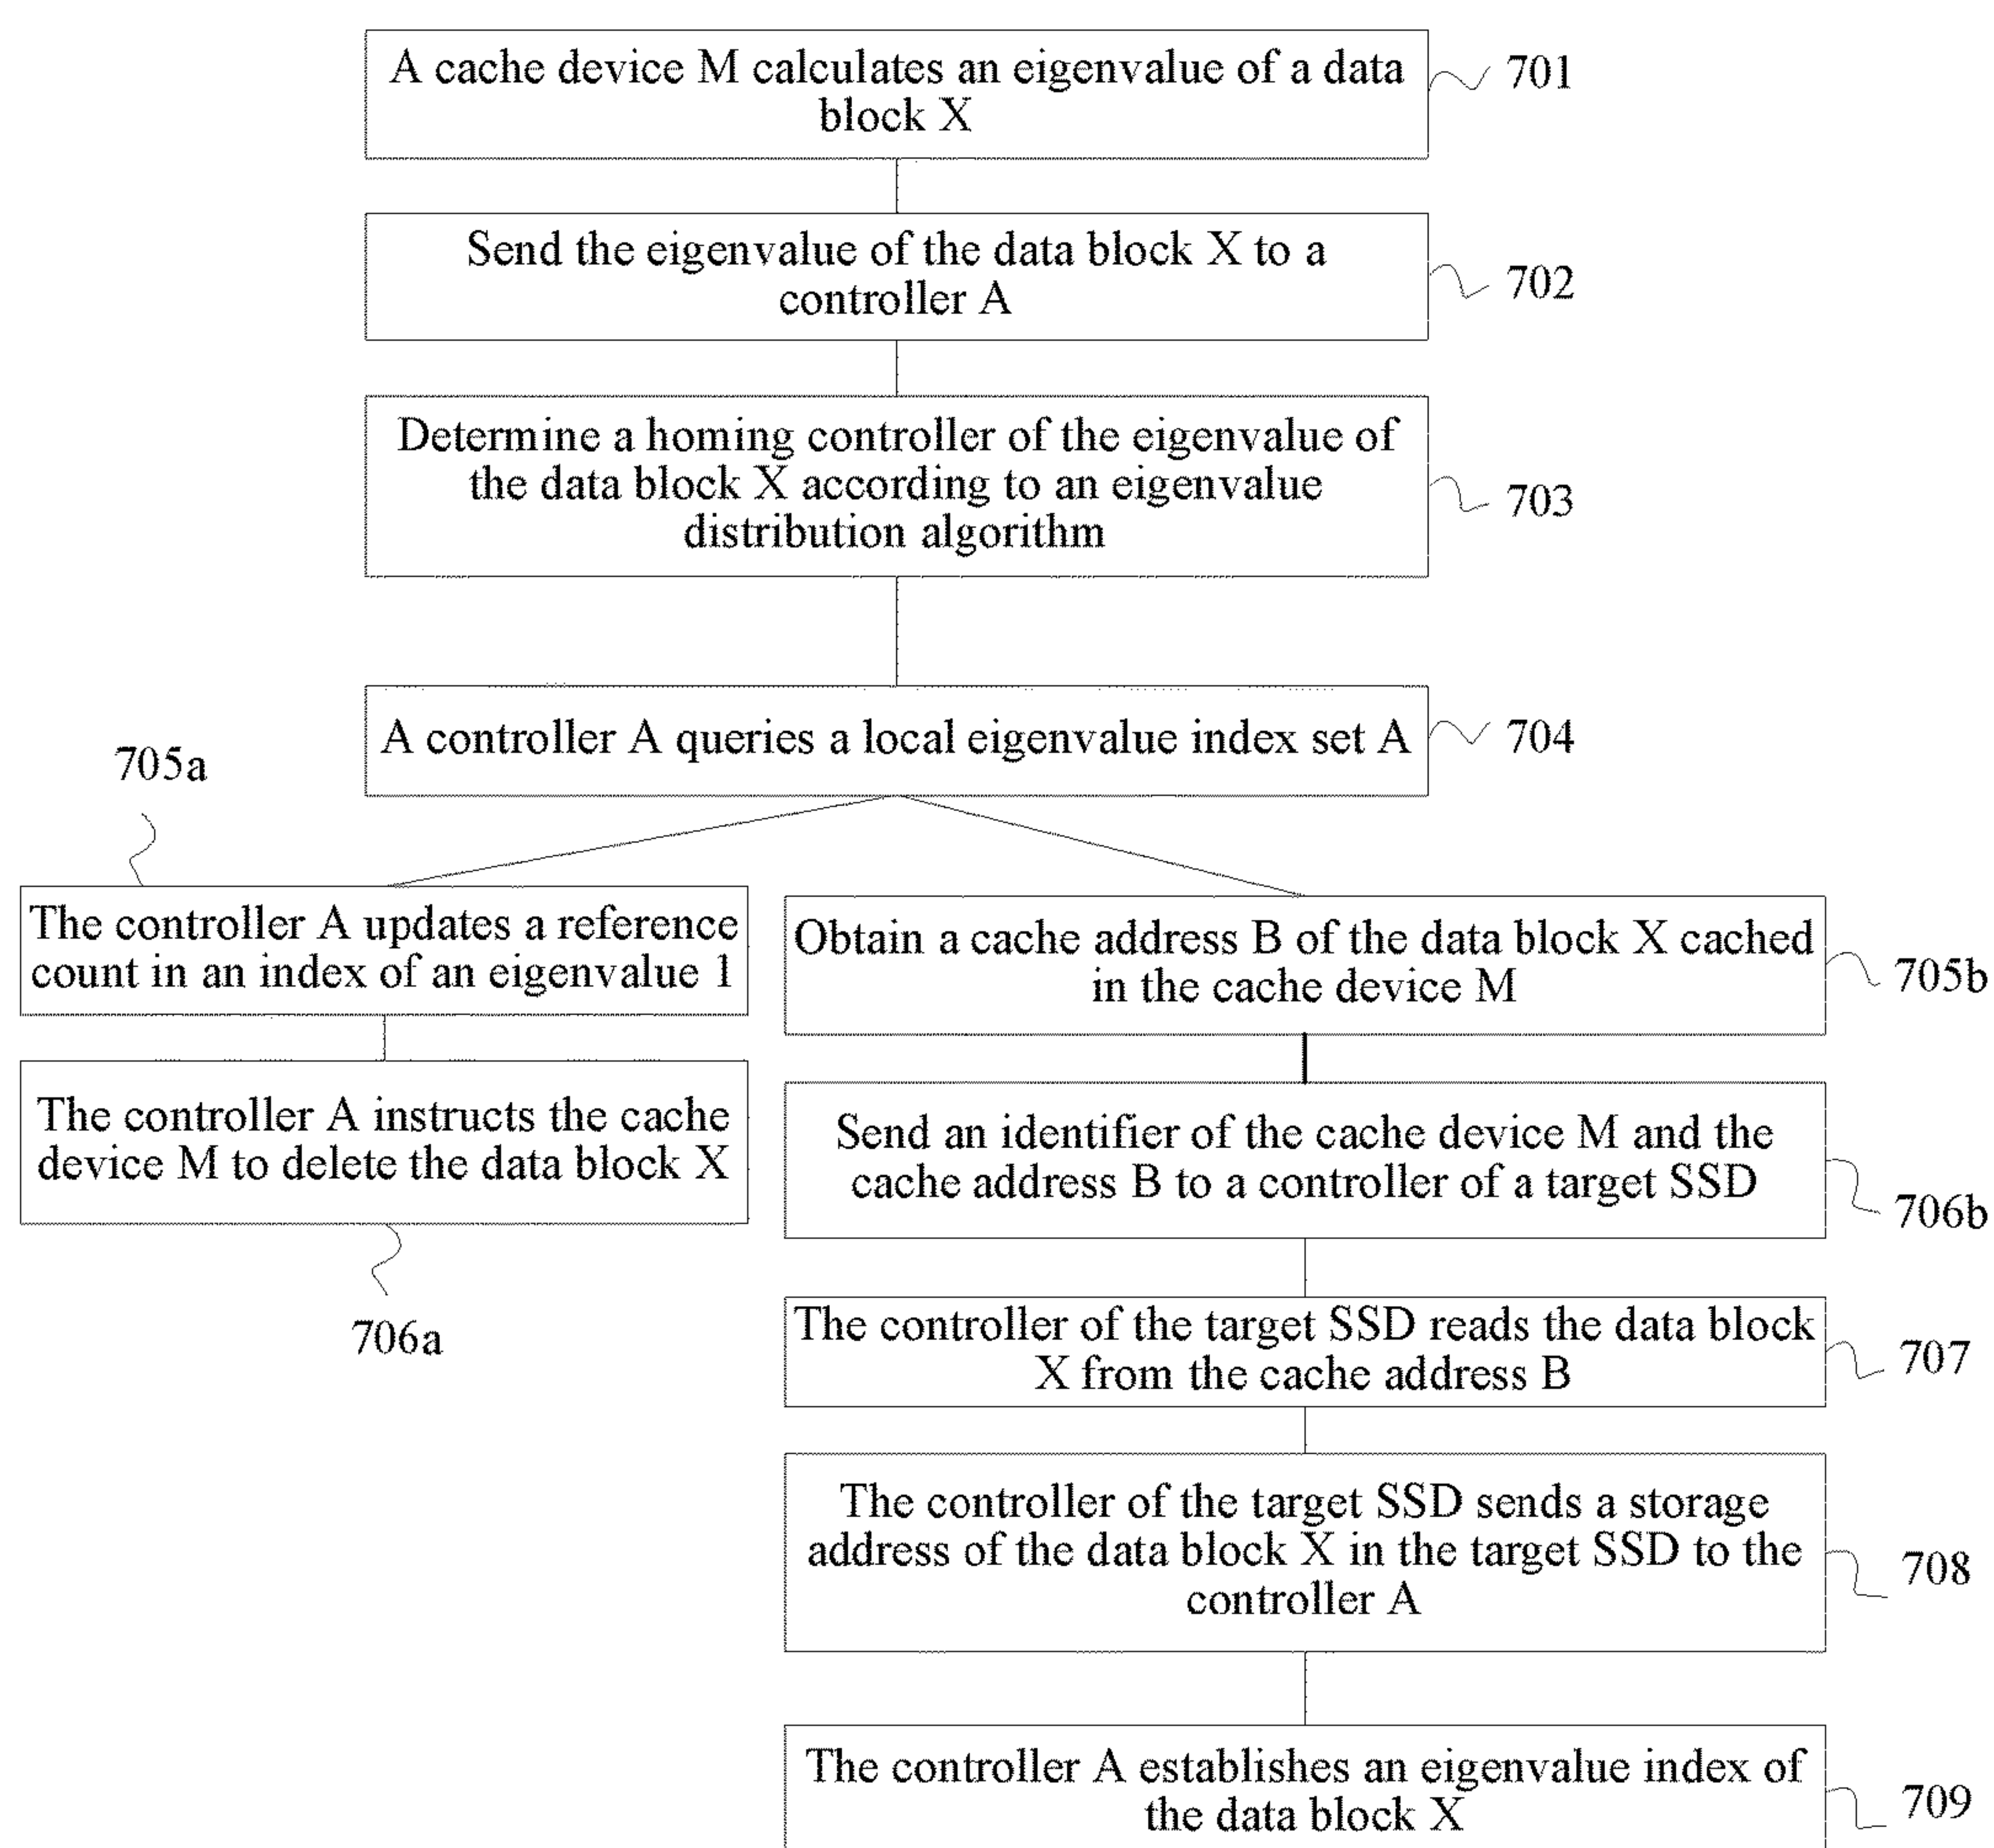 A cache device M calculates an eigenvalue of a data
block X
701
Send the eigenvalue of the data block X to a
controller A
702
Determine a homing controller of the eigenvalue of
the data block X according to an eigenvalue
distribution algorithm
703
A controller A queries a local eigenvalue index set A
704
705a
The controller A updates a reference
count in an index of an eigenvalue 1
The controller A instructs the cache
device M to delete the data block X
706a
Obtain a cache address B of the data block X cached
in the cache device M
705b
Send an identifier of the cache device M and the
cache address B to a controller of a target SSD
706b
The controller of the target SSD reads the data block
X from the cache address B
707
The controller of the target SSD sends a storage
address of the data block X in the target SSD to the
controller A
708
The controller A establishes an eigenvalue index of
the data block X
709